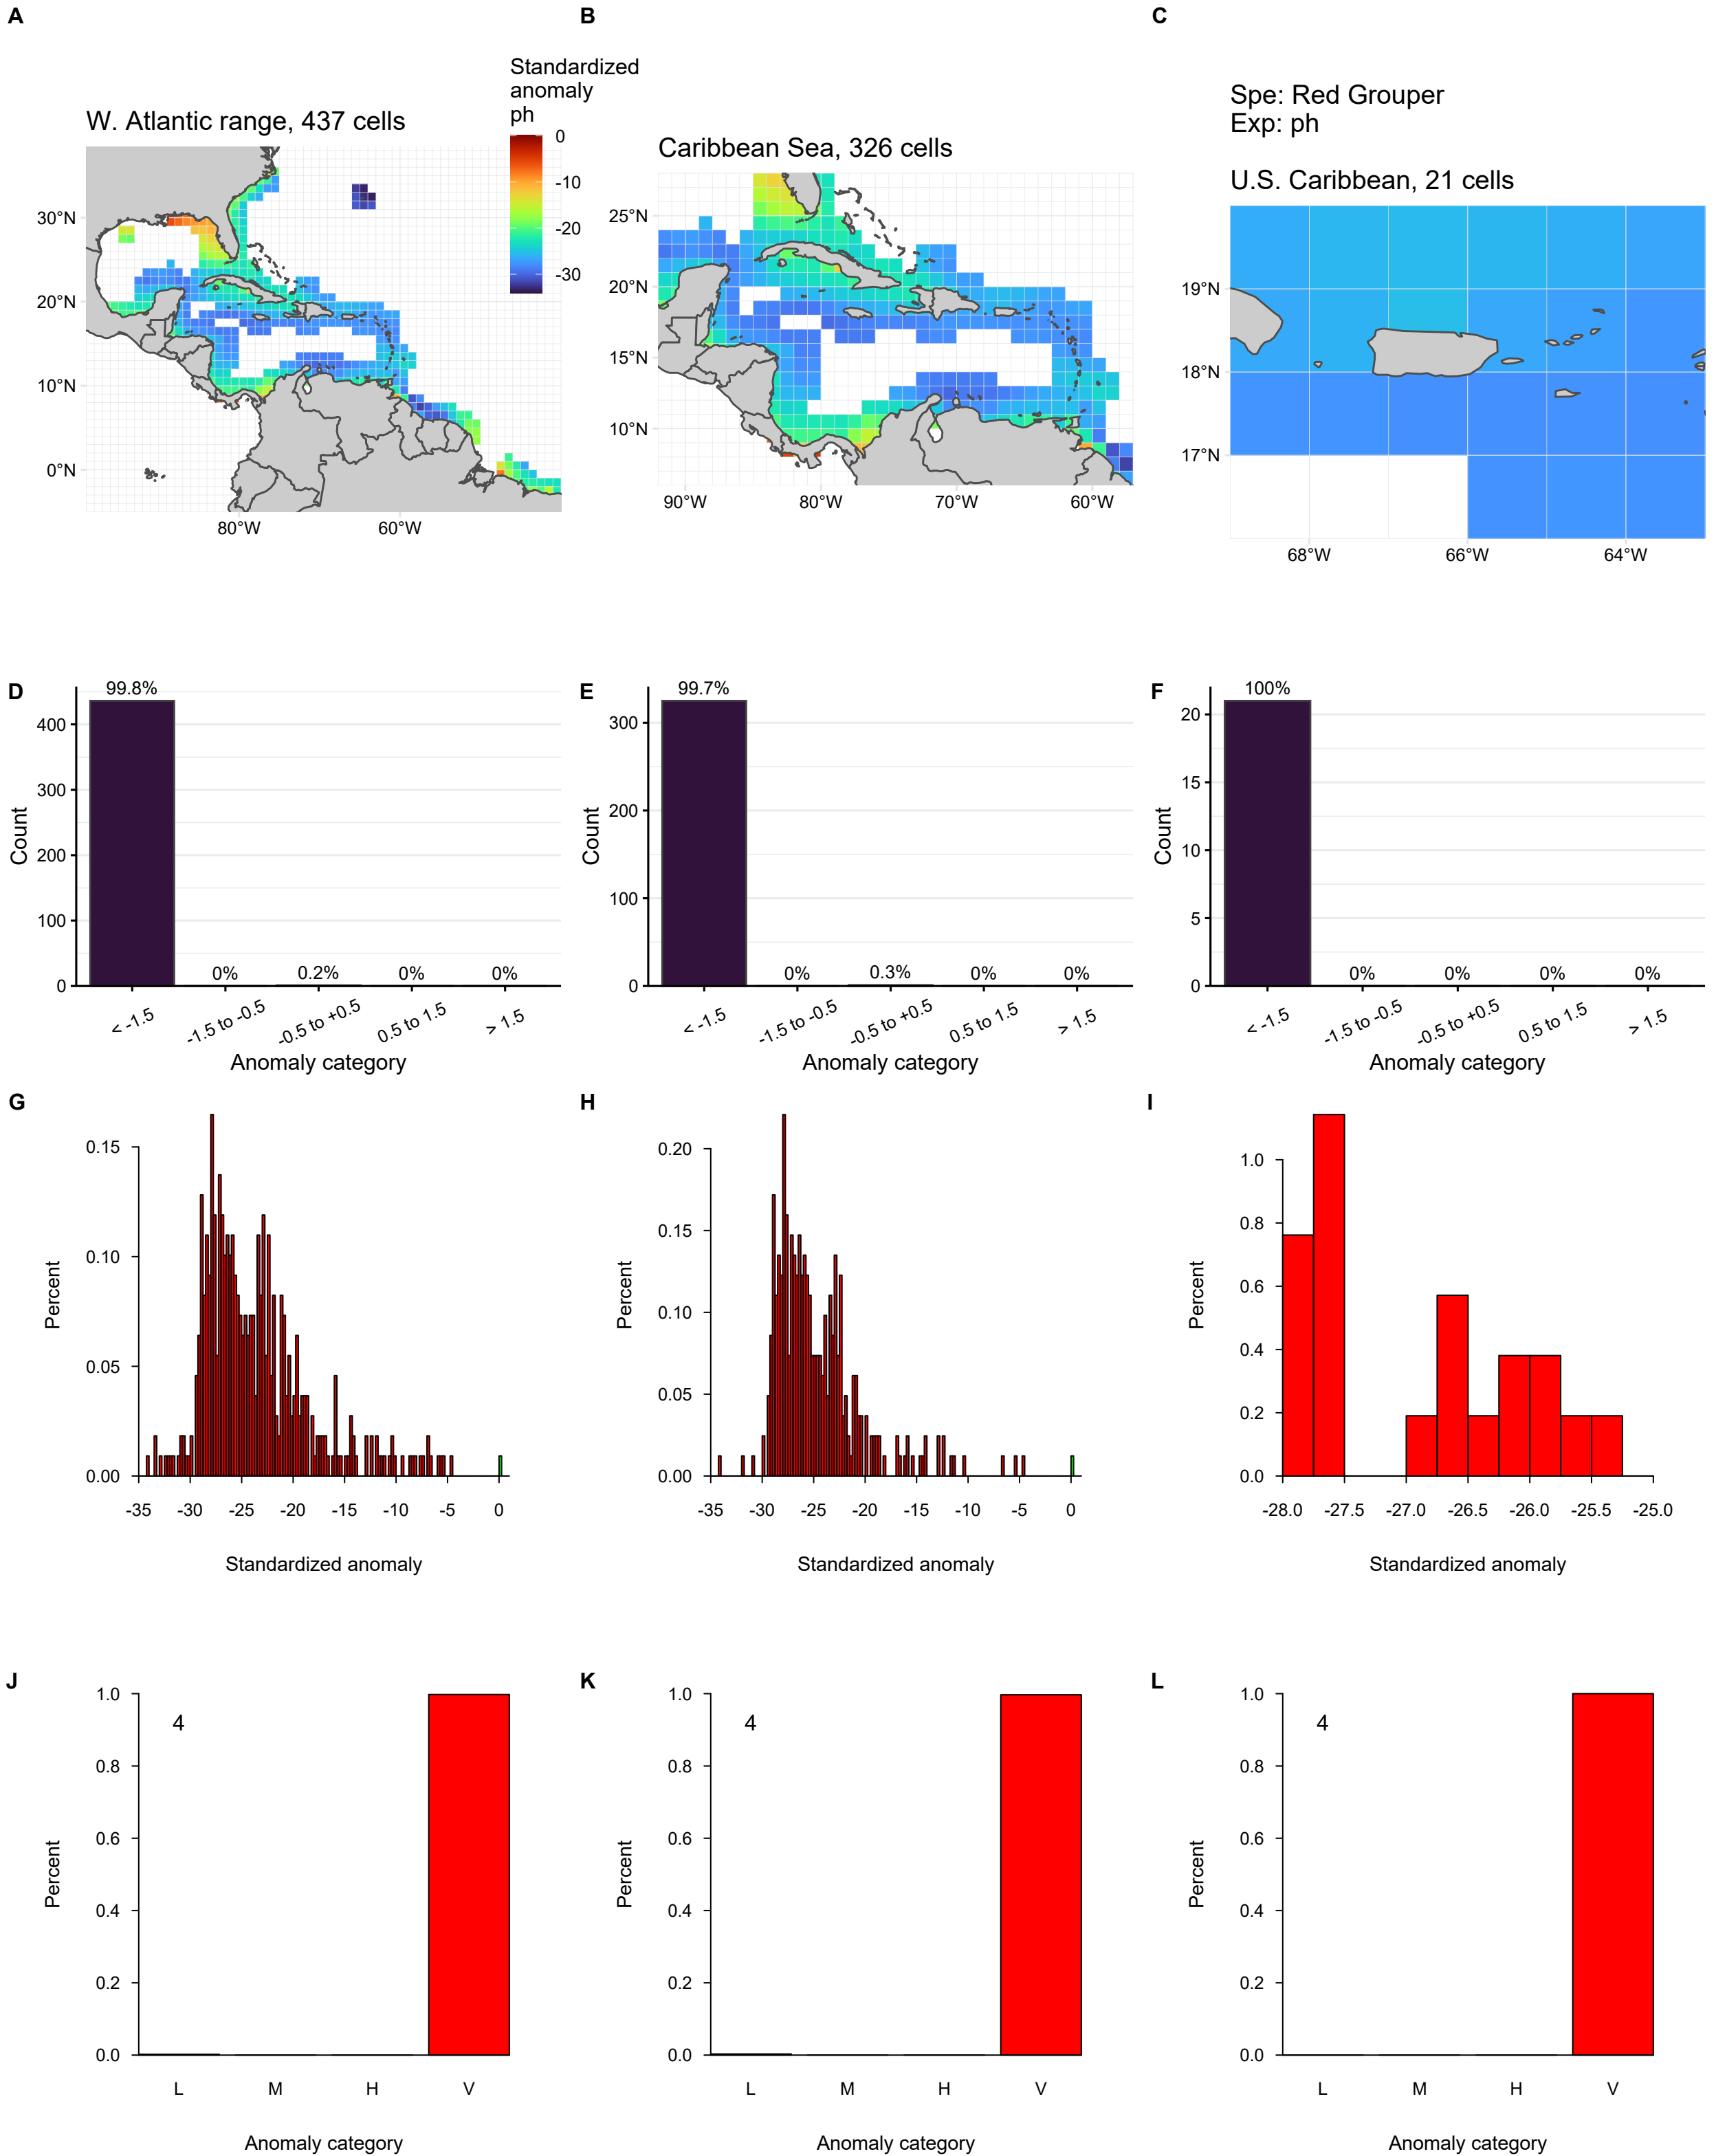 A
B
C
Standardized
anomaly
ph
0
-10
-20
-30
W. Atlantic range, 437 cells
30°N
20°N
10°N
0°N
80°W
60°W
Caribbean Sea, 326 cells
25°N
20°N
15°N
10°N
90°W
80°W
70°W
60°W
Spe: Red Grouper
Exp: ph
U.S. Caribbean, 21 cells
19°N
18°N
17°N
68°W
66°W
64°W
D
Count
400
300
200
100
0
99.8%
0%
0.2%
0%
0%
< -1.5
-1.5 to -0.5
-0.5 to +0.5
0.5 to 1.5
> 1.5
Anomaly category
E
Count
300
200
100
0
99.7%
0%
0.3%
0%
0%
< -1.5
-1.5 to -0.5
-0.5 to +0.5
0.5 to 1.5
> 1.5
Anomaly category
F
Count
20
15
10
5
0
100%
0%
0%
0%
0%
< -1.5
-1.5 to -0.5
-0.5 to +0.5
0.5 to 1.5
> 1.5
Anomaly category
G
Percent
0.15
0.10
0.05
0.00
-35 -30 -25 -20 -15 -10 -5 0
Standardized anomaly
H
Percent
0.20
0.15
0.10
0.05
0.00
-35 -30 -25 -20 -15 -10 -5 0
Standardized anomaly
I
Percent
1.0
0.8
0.6
0.4
0.2
0.0
-28.0 -27.5 -27.0 -26.5 -26.0 -25.5 -25.0
Standardized anomaly
J
4
Percent
1.0
0.8
0.6
0.4
0.2
0.0
L M H V
Anomaly category
K
4
Percent
1.0
0.8
0.6
0.4
0.2
0.0
L M H V
Anomaly category
L
4
Percent
1.0
0.8
0.6
0.4
0.2
0.0
L M H V
Anomaly category